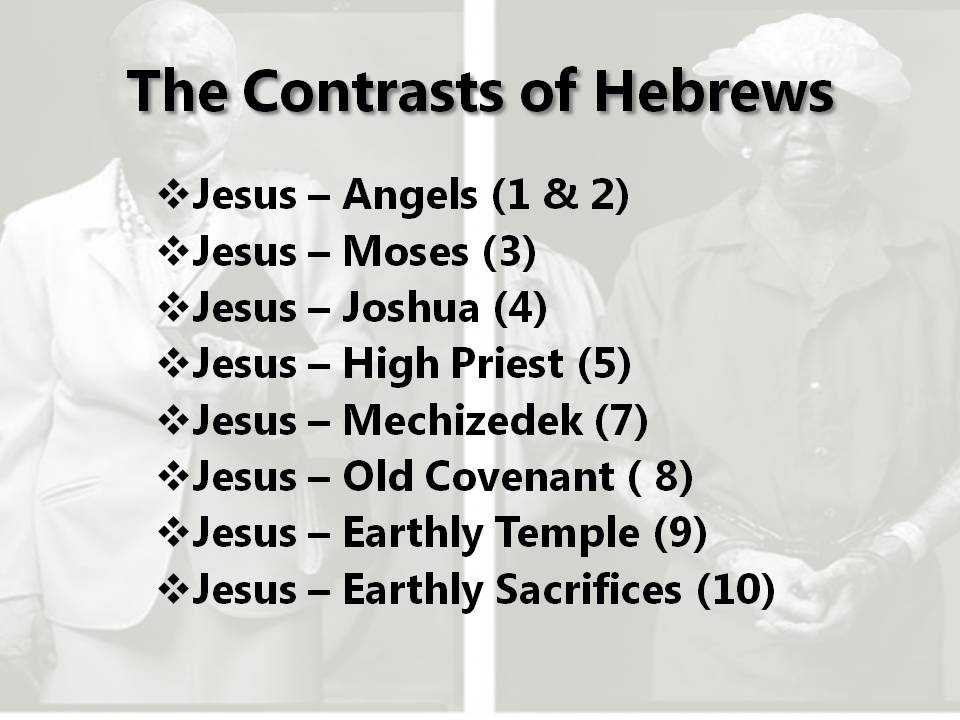 The Contrasts of Hebrews
❖Jesus – Angels (1 & 2)
❖Jesus – Moses (3)
❖Jesus – Joshua (4)
❖Jesus – High Priest (5)
❖Jesus – Mechizedek (7)
❖Jesus – Old Covenant ( 8)
❖Jesus – Earthly Temple (9)
❖Jesus – Earthly Sacrifices (10)